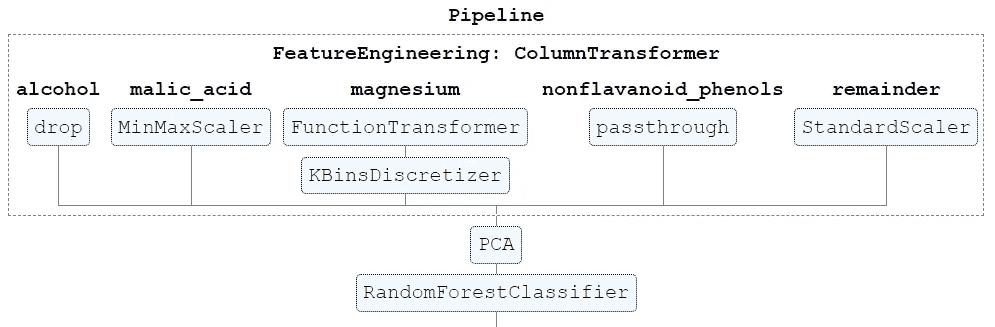 Pipeline
FeatureEngineering: ColumnTransformer
alcohol malic_acid magnesium nonflavanoid_phenols remainder
drop MinMaxScaler FunctionTransformer passthrough StandardScaler
KBinsDiscretizer
PCA
RandomForestClassifier